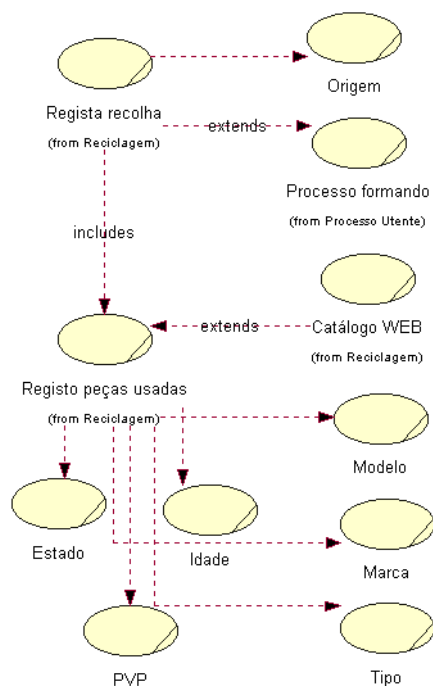 Origem
Regista recolha
(from Reciclagem)
extends
Processo formando
(from Processo Utente)
includes
extends
Catálogo WEB
(from Reciclagem)
Registo peças usadas
(from Reciclagem)
Modelo
Estado
Idade
Marca
PVP
Tipo